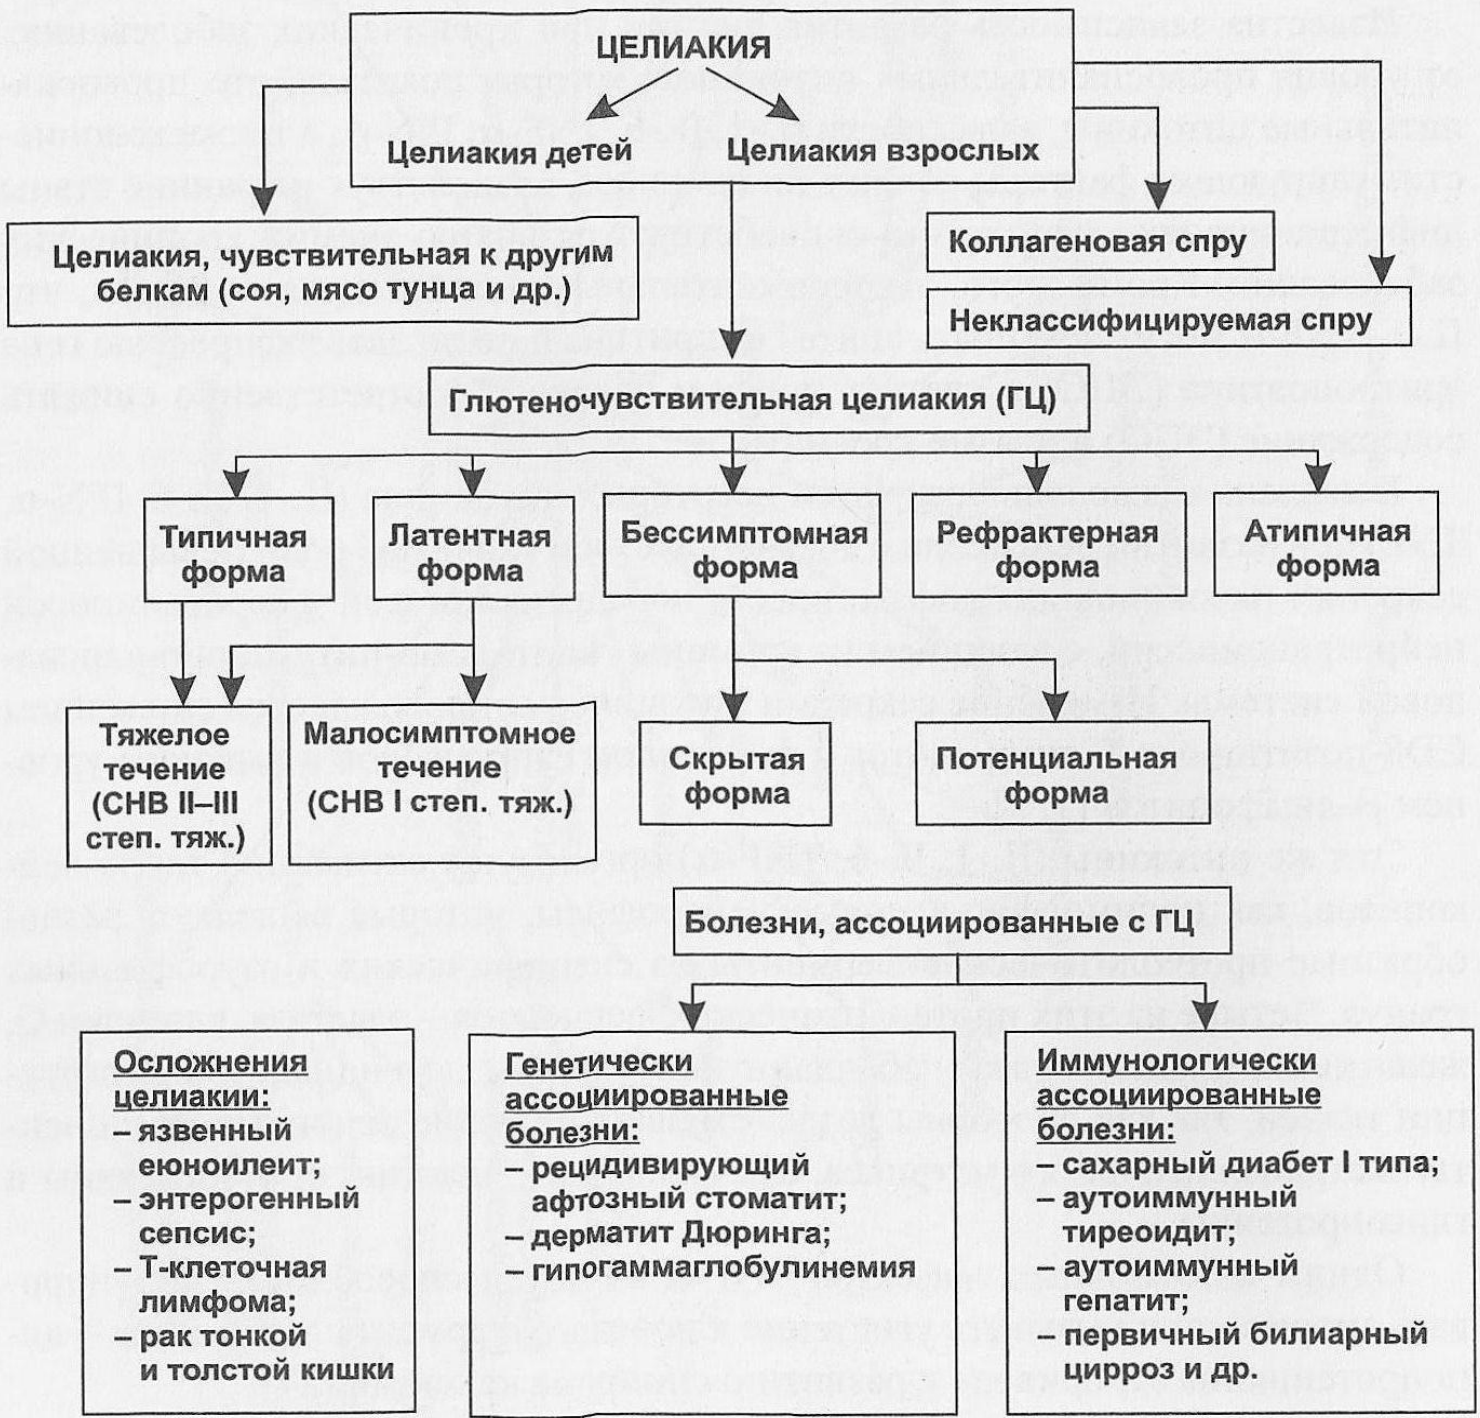 ЦЕЛИАКИЯ
Целиакия детей
Целиакия взрослых
Целиакия, чувствительная к другим
белкам (соя, мясо тунца и др.)
Коллагеновая спру
Неклассифицируемая спру
Глютеночувствительная целиакия (ГЦ)
Типичная
форма
Латентная
форма
Бессимптомная
форма
Рефрактерная
форма
Атипичная
форма
Тяжелое
течение
(СНВ II–III
степ. тяж.)
Малосимптомное
течение
(СНВ I степ. тяж.)
Скрытая
форма
Потенциальная
форма
Болезни, ассоциированные с ГЦ
Осложнения
целиакии:
– язвенный
еюноилеит;
– энтерогенный
сепсис;
– Т-клеточная
лимфома;
– рак тонкой
и толстой кишки
Генетически
ассоциированные
болезни:
– рецидивирующий
афтозный стоматит;
– дерматит Дюринга;
– гипогаммаглобулинемия
Иммунологически
ассоциированные
болезни:
– сахарный диабет I типа;
– аутоиммунный
тиреоидит;
– аутоиммунный
гепатит;
– первичный билиарный
цирроз и др.